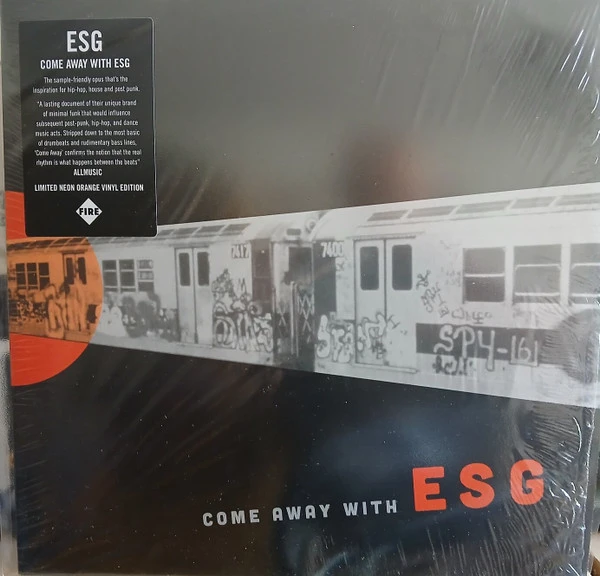 ESG
COME AWAY WITH ESG
The sample-friendly opus that's the
inspiration for hip-hop, house and post punk.
"A lasting document of their unique brand
of minimal funk that would influence
subsequent post-punk, hip-hop, and dance
music acts. Stripped down to the most basic
of drumbeats and rudimentary bass lines,
'Come Away' confirms the notion that the real
rhythm is what happens between the beats"
ALLMUSIC
LIMITED NEON ORANGE VINYL EDITION
FIRE
7417
7400
SPY-161
COME AWAY WITH ESG